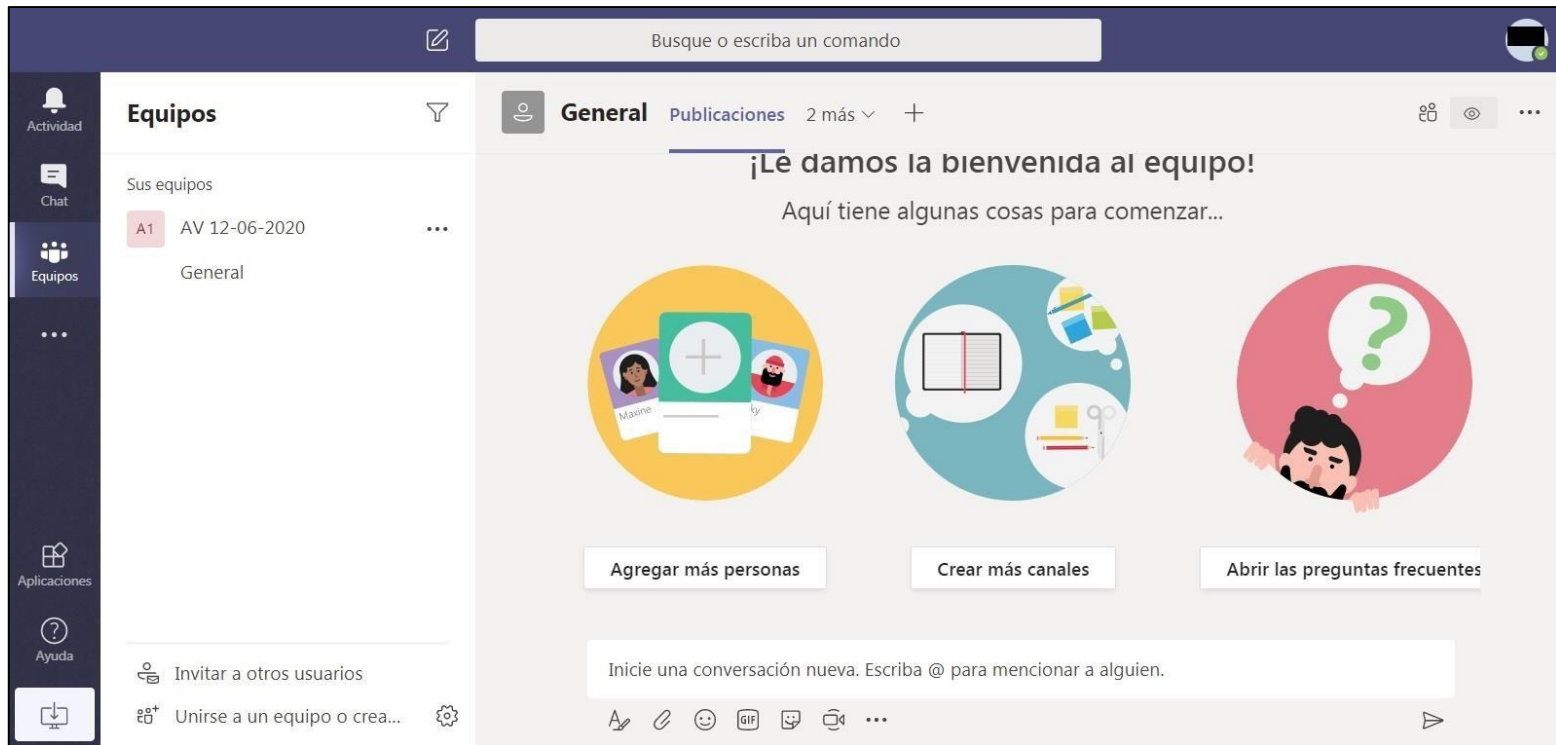 Busque o escriba un comando
Actividad
Chat
Equipos
Aplicaciones
Ayuda
Equipos
Sus equipos
A1 AV 12-06-2020
General
Invitar a otros usuarios
Unirse a un equipo o crea...
General Publicaciones 2 más
¡Le damos la bienvenida al equipo!
Aquí tiene algunas cosas para comenzar...
Maxine
ky
Agregar más personas
Crear más canales
Abrir las preguntas frecuentes
Inicie una conversación nueva. Escriba @ para mencionar a alguien.
GIF